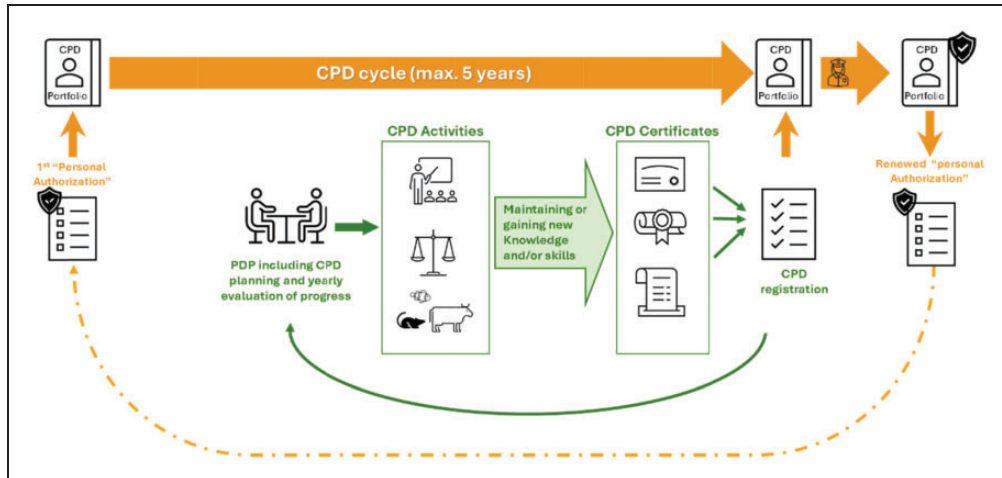 CPD
Portfolio
CPD cycle (max. 5 years)
CPD
Portfolio
CPD
Portfolio
1st "Personal
Authorization"
CPD Activities
CPD Certificates
Renewed "personal
Authorization"
Maintaining or
gaining new
Knowledge
and/or skills
PDP including CPD
planning and yearly
evaluation of progress
CPD
registration